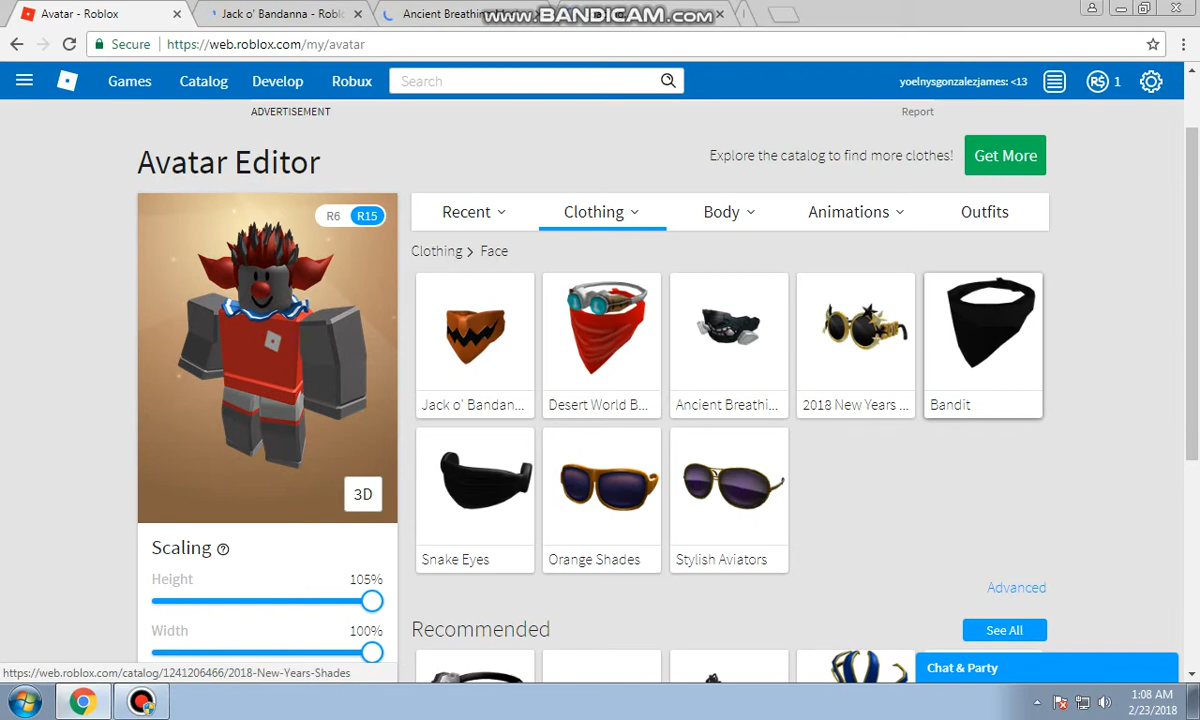 Avatar - Roblox
Jack o' Bandanna - Robl
Ancient Breathing
www.BANDICAM.com
Secure
https://web.roblox.com/my/avatar
Games
Catalog
Develop
Robux
Search
yoelnysgonzalezjames: <13
R$ 1
ADVERTISEMENT
Report
Avatar Editor
Explore the catalog to find more clothes!
Get More
R6
R15
3D
Recent
Clothing
Body
Animations
Outfits
Clothing > Face
Jack o' Bandan...
Desert World B...
Ancient Breathi...
2018 New Years ...
Bandit
Snake Eyes
Orange Shades
Stylish Aviators
Advanced
Scaling ?
Height 105%
Width 100%
Recommended
See All
https://web.roblox.com/catalog/1241206466/2018-New-Years-Shades
Chat & Party
1:08 AM
2/23/2018